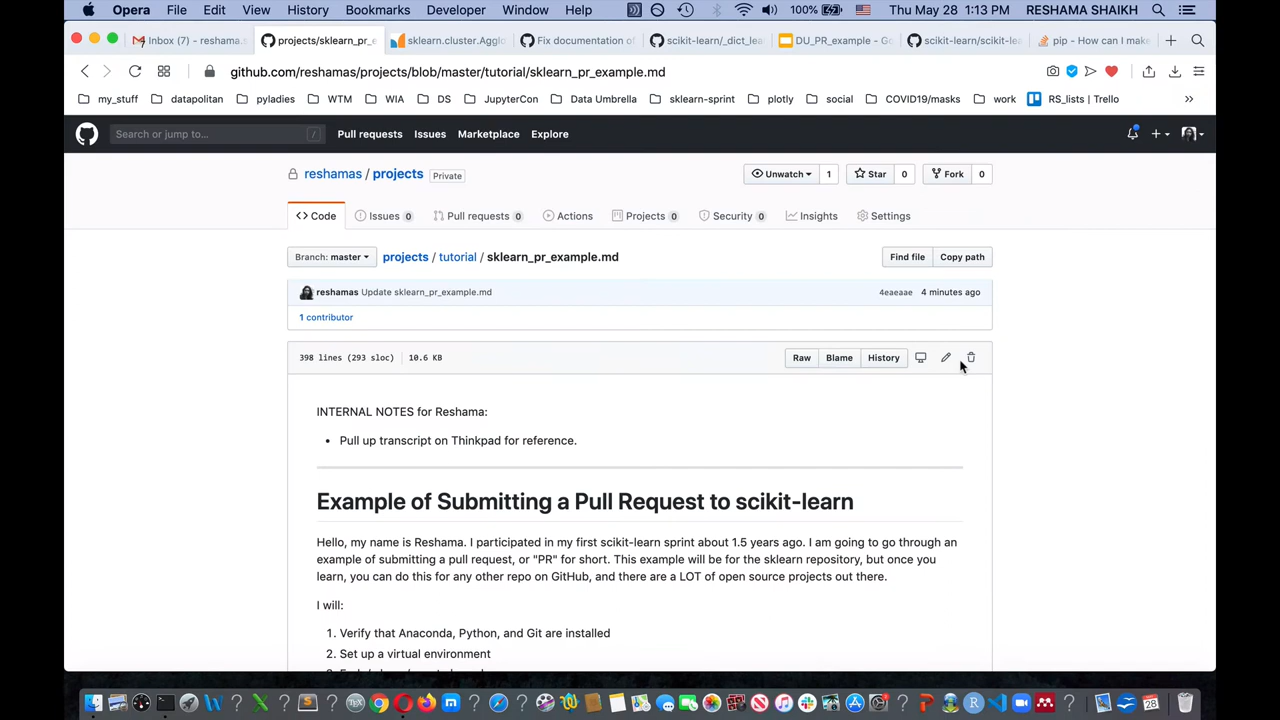 Opera File Edit View History Bookmarks Developer Window Help 100% Thu May 28 1:13 PM RESHAMA SHAIKH
Inbox (7) - reshama.s projects/sklearn_pr_e sklearn.cluster.Agglo Fix documentation of scikit-learn/_dict_lea DU_PR_example - Go scikit-learn/scikit-lea pip - How can I make
github.com/reshamas/projects/blob/master/tutorial/sklearn_pr_example.md
my_stuff datapolitan pyladies WTM WIA DS JupyterCon Data Umbrella sklearn-sprint plotly social COVID19/masks work RS_lists | Trello »
Search or jump to... / Pull requests Issues Marketplace Explore
reshamas / projects Private Unwatch 1 Star 0 Fork 0
Code Issues 0 Pull requests 0 Actions Projects 0 Security 0 Insights Settings
Branch: master projects / tutorial / sklearn_pr_example.md Find file Copy path
reshamas Update sklearn_pr_example.md 4eaeaae 4 minutes ago
1 contributor
398 lines (293 sloc) 10.6 KB Raw Blame History
INTERNAL NOTES for Reshama:
• Pull up transcript on Thinkpad for reference.
Example of Submitting a Pull Request to scikit-learn
Hello, my name is Reshama. I participated in my first scikit-learn sprint about 1.5 years ago. I am going to go through an
example of submitting a pull request, or "PR" for short. This example will be for the sklearn repository, but once you
learn, you can do this for any other repo on GitHub, and there are a LOT of open source projects out there.
I will:
1. Verify that Anaconda, Python, and Git are installed
2. Set up a virtual environment